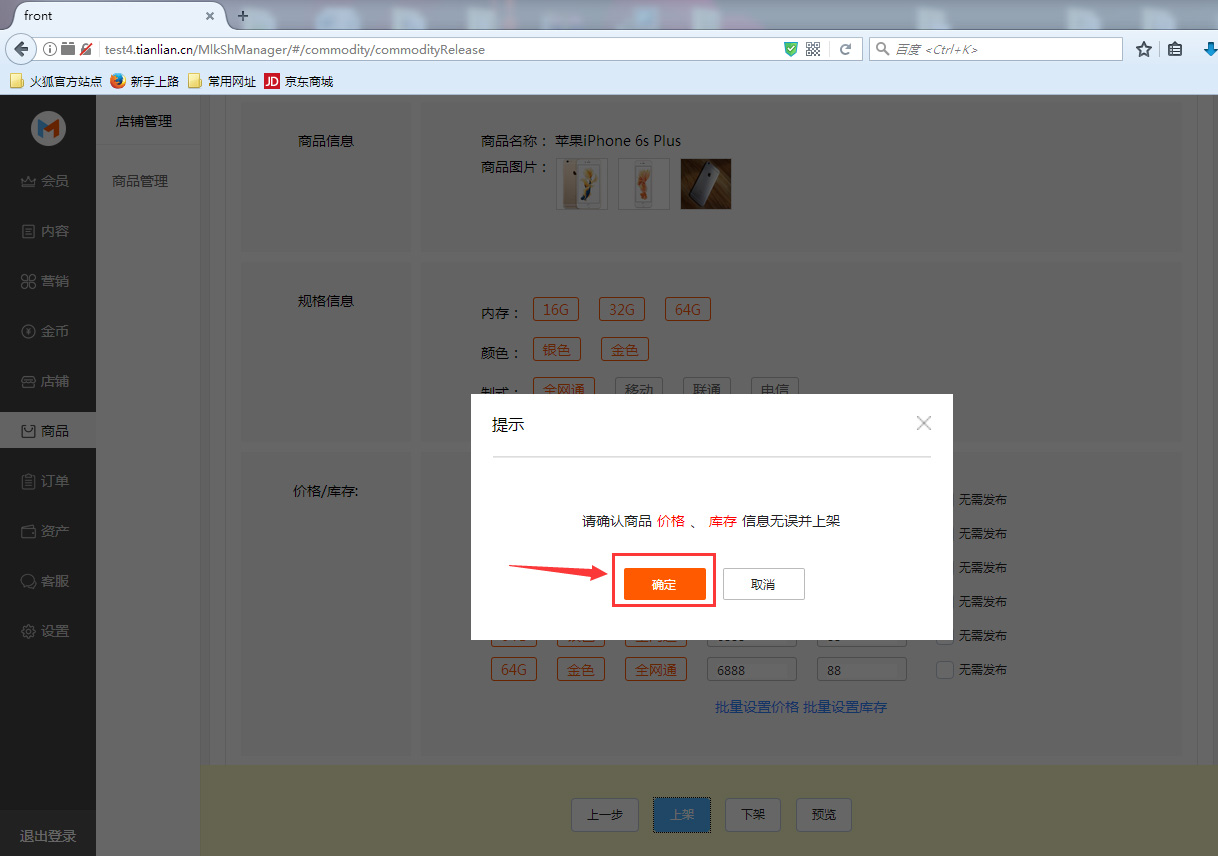 front
test4.tianlian.cn/MlkShManager/#/commodity/commodityRelease
百度 <Ctrl+K>
火狐官方站点 新手上路 常用网址 JD 京东商城
店铺管理
商品管理
会员
内容
营销
金币
店铺
商品
订单
资产
客服
设置
退出登录
商品信息
商品名称： 苹果iPhone 6s Plus
商品图片：
规格信息
内存： 16G 32G 64G
颜色： 银色 金色
制式： 全网通 移动 联通 电信
价格/库存:
无需发布
无需发布
无需发布
无需发布
无需发布
64G 金色 全网通 6888 88 无需发布
批量设置价格 批量设置库存
提示
请确认商品 价格 、 库存 信息无误并上架
确定 取消
上一步 上架 下架 预览